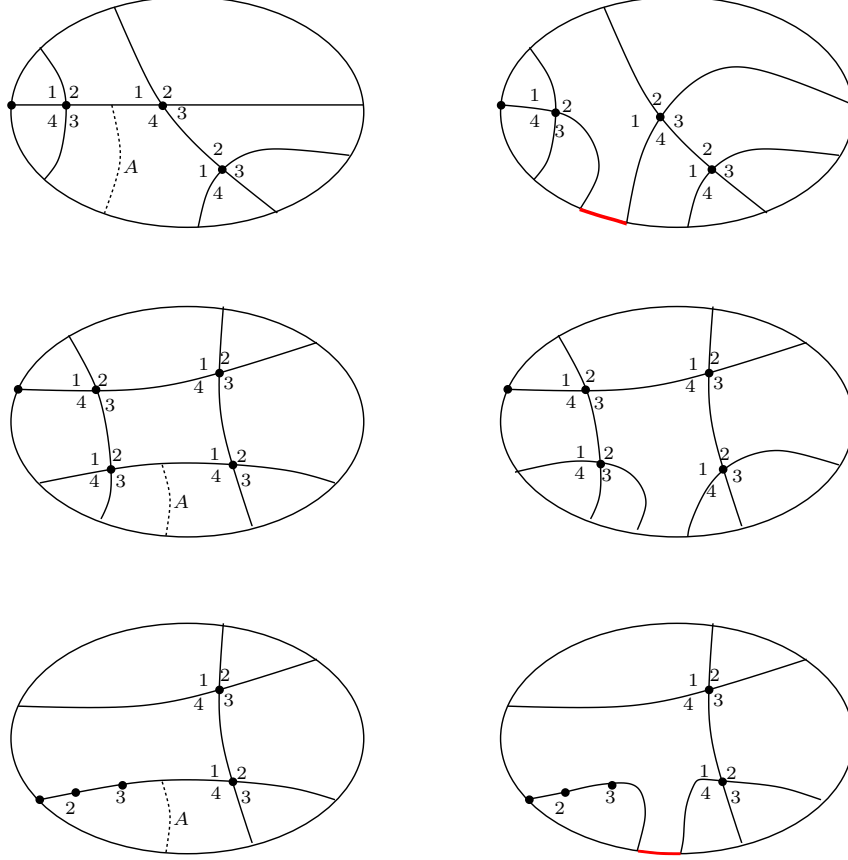 1 2 1 2 1 2 2
4 3 4 3 4 3 1 3
4
2 2
A 1 3 1 3
4 4
1 2 1 2
1 2 4 3 1 2 4 3
4 3 4 3
1 2 1 2 1 2 2
4 3 4 3 4 3 1 3
A 4
1 2 1 2
4 3 4 3
1 2 1 2
2 3 4 3 2 3 4 3
A